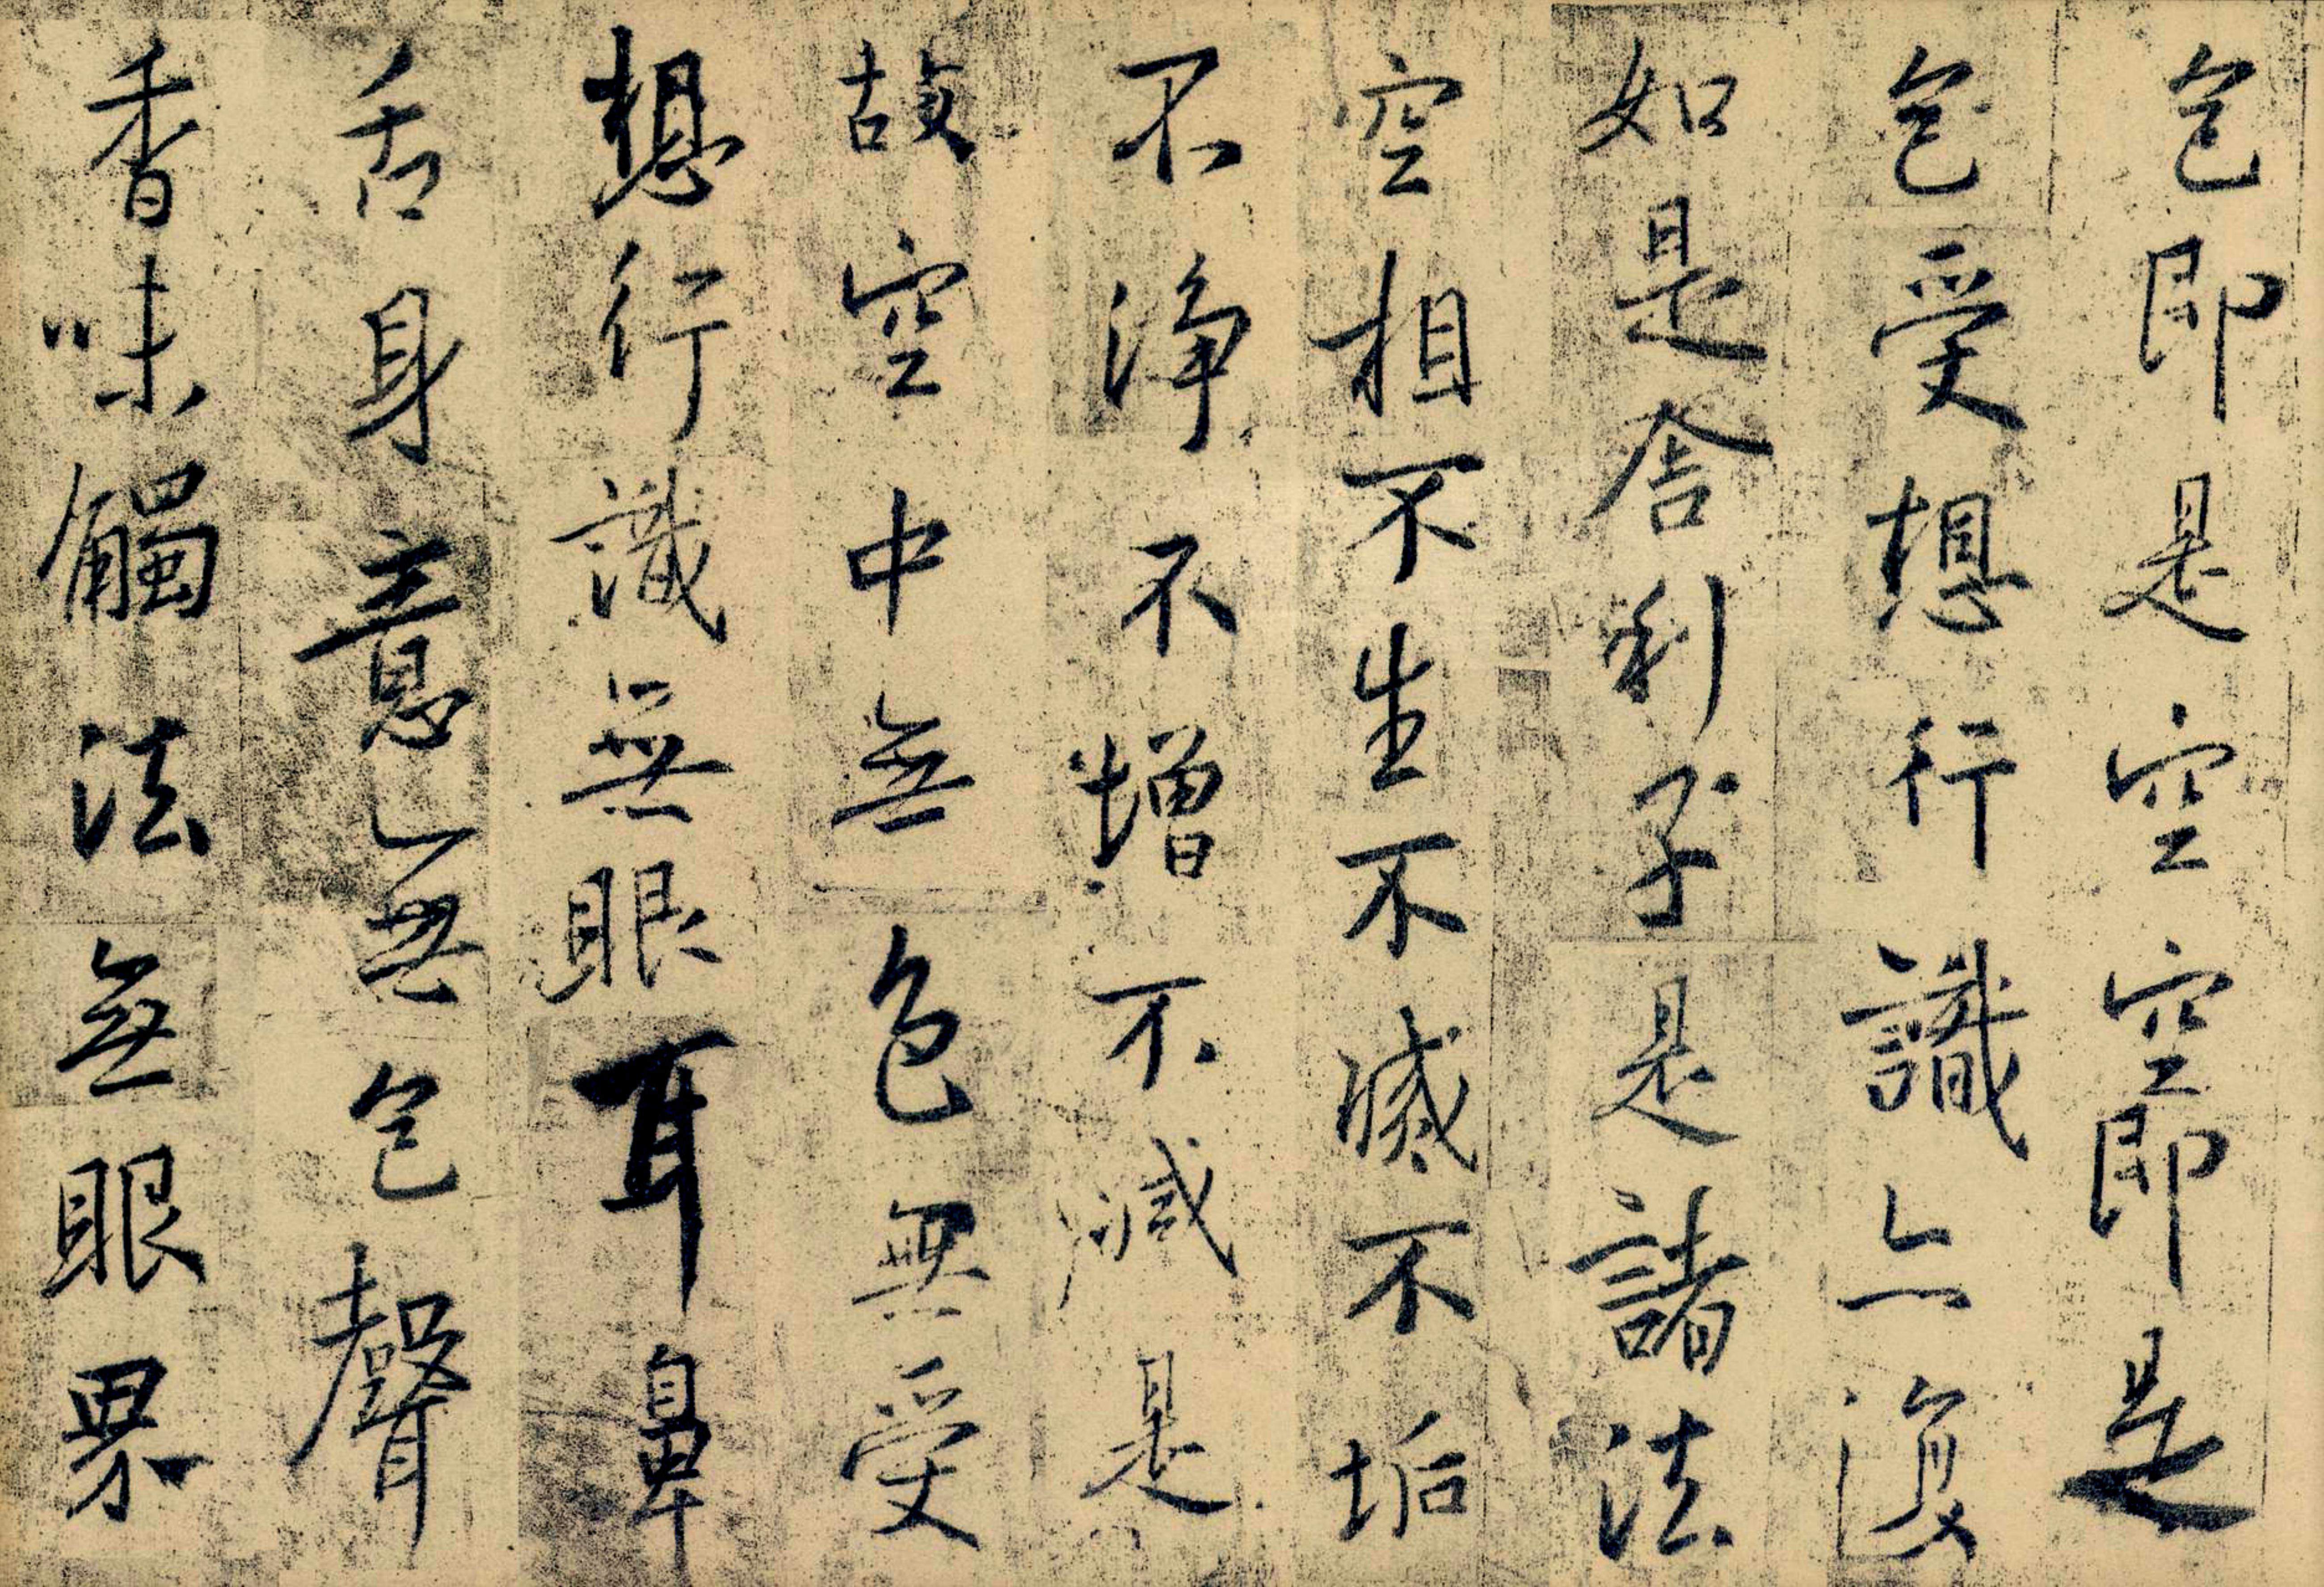 色即是空空即是
色受想行識亦復
如是舍利子是諸法
空相不生不滅不垢
不淨不增不減是
故空中無色無受
想行識無眼耳鼻
舌身意無色聲
香味觸法無眼界